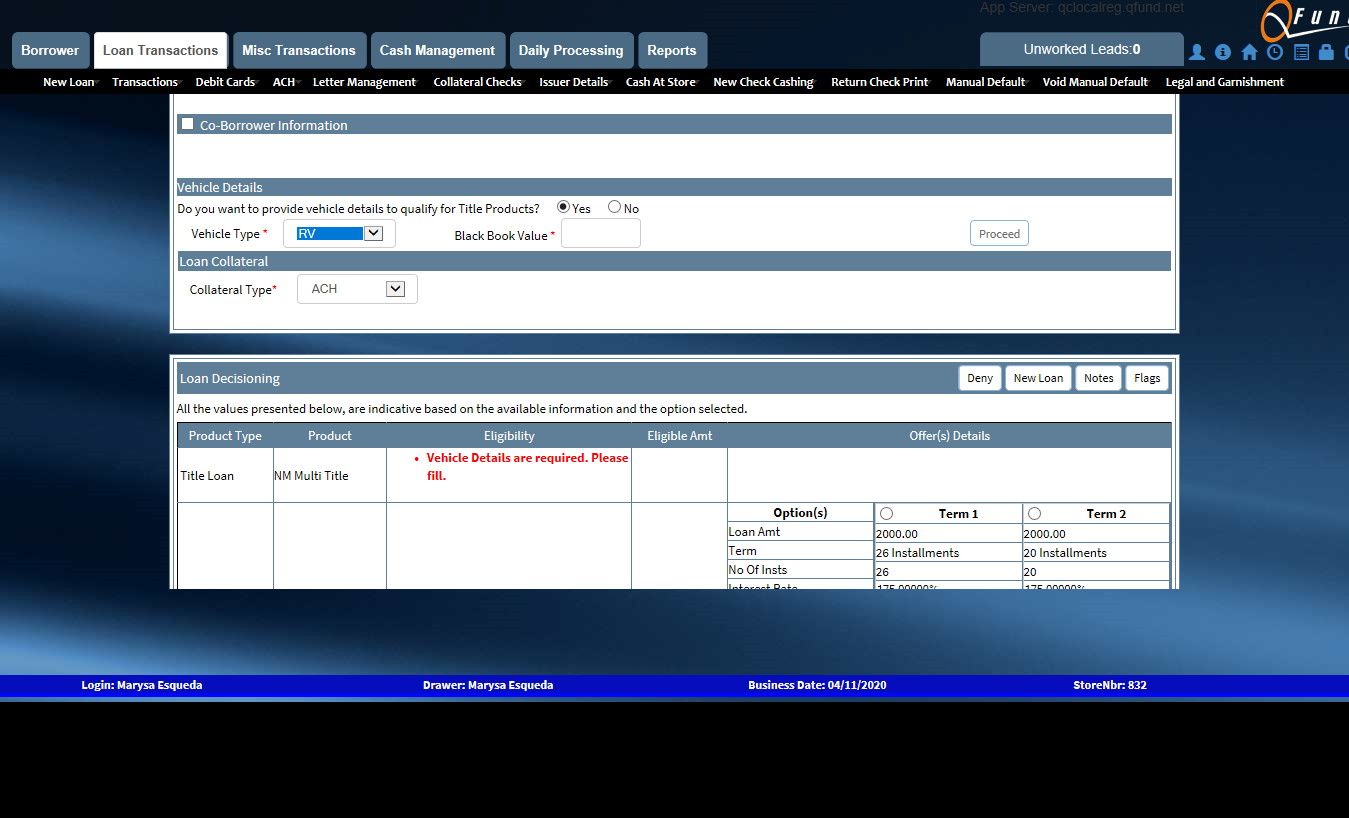 App Server: qclocalreg.qfund.net
QFun
Borrower Loan Transactions Misc Transactions Cash Management Daily Processing Reports Unworked Leads:0
New Loan Transactions Debit Cards ACH Letter Management Collateral Checks Issuer Details Cash At Store New Check Cashing Return Check Print Manual Default Void Manual Default Legal and Garnishment
Co-Borrower Information
Vehicle Details
Do you want to provide vehicle details to qualify for Title Products? Yes No
Vehicle Type * RV Black Book Value * Proceed
Loan Collateral
Collateral Type* ACH
Loan Decisioning Deny New Loan Notes Flags
All the values presented below, are indicative based on the available information and the option selected.
Product Type Product Eligibility Eligible Amt Offer(s) Details
Title Loan NM Multi Title • Vehicle Details are required. Please
fill.
Option(s) Term 1 Term 2
Loan Amt 2000.00 2000.00
Term 26 Installments 20 Installments
No Of Insts 26 20
Interest Rate 175.00000% 175.00000%
Login: Marysa Esqueda Drawer: Marysa Esqueda Business Date: 04/11/2020 StoreNbr: 832